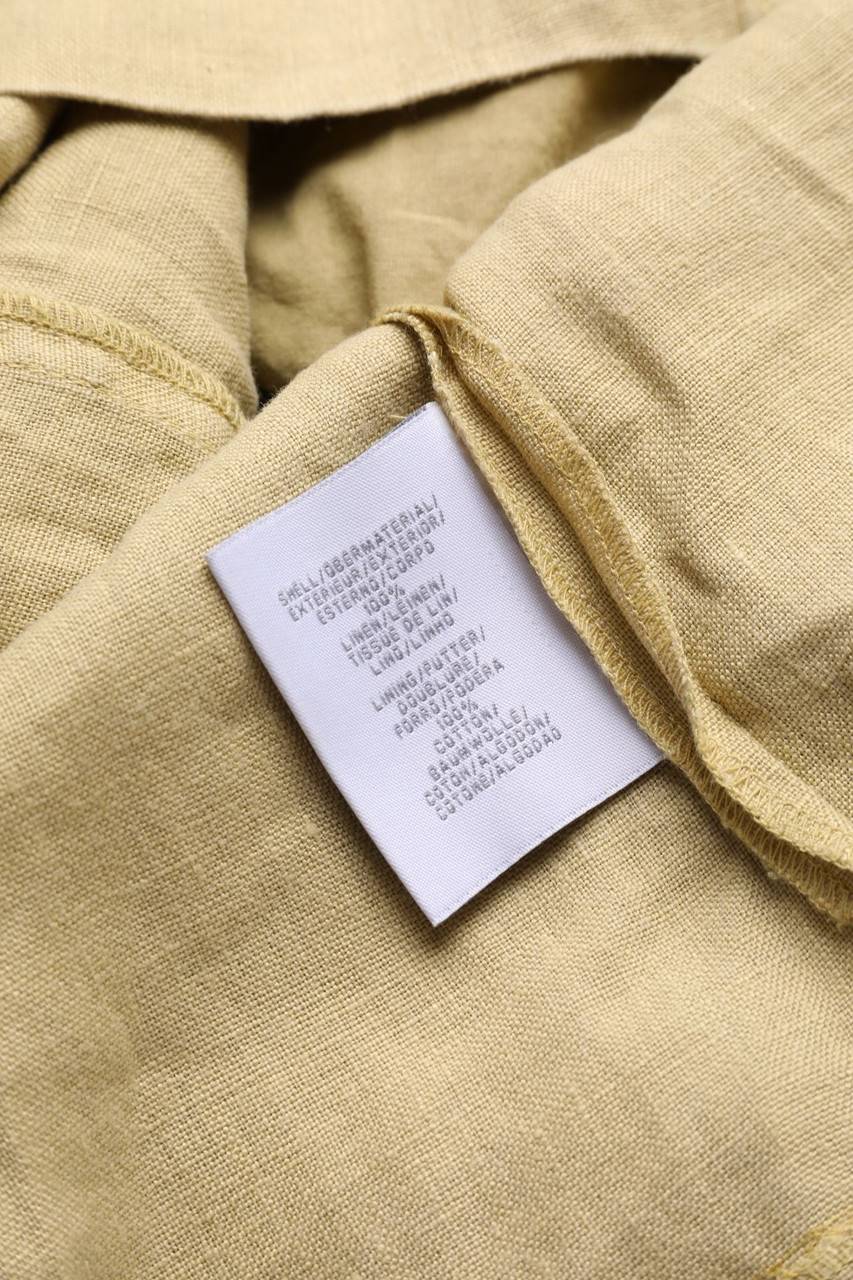 SHELL/OBERMATERIAL/
EXTERIEUR/EXTERIOR/
ESTERNO/CORPO
100%
LINEN/LEINEN/
TISSUE DE LIN/
LINO/LINHO
LINING/FUTTER/
DOUBLURE/
FORRO/FODERA
100%
COTTON/
BAUMWOLLE/
COTON/ALGODON/
COTONE/ALGODAO